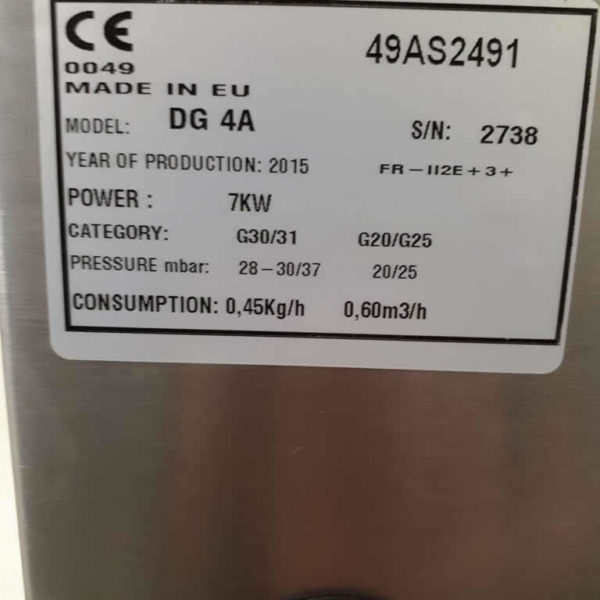 CE
0049
49AS2491
MADE IN EU
MODEL: DG 4A S/N: 2738
YEAR OF PRODUCTION: 2015 FR-II2E+3+
POWER : 7KW
CATEGORY: G30/31 G20/G25
PRESSURE mbar: 28-30/37 20/25
CONSUMPTION: 0,45Kg/h 0,60m3/h